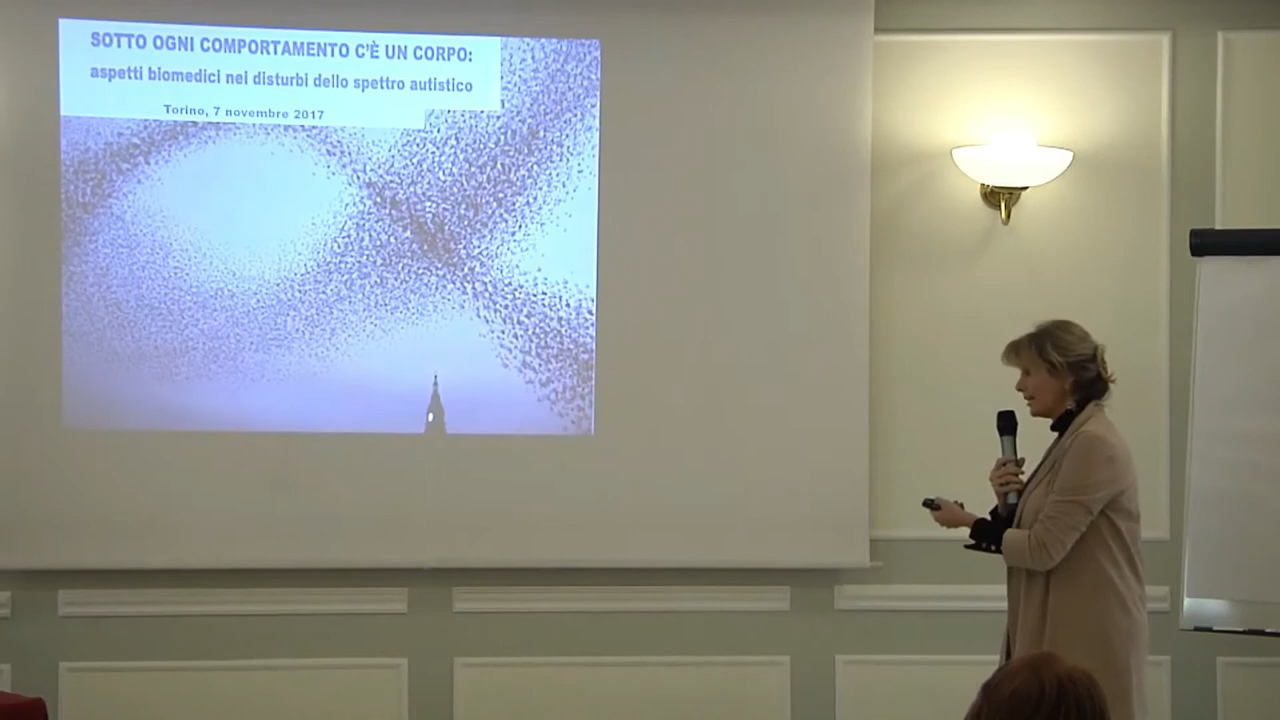 SOTTO OGNI COMPORTAMENTO C'È UN CORPO:
aspetti biomedici nei disturbi dello spettro autistico
Torino, 7 novembre 2017